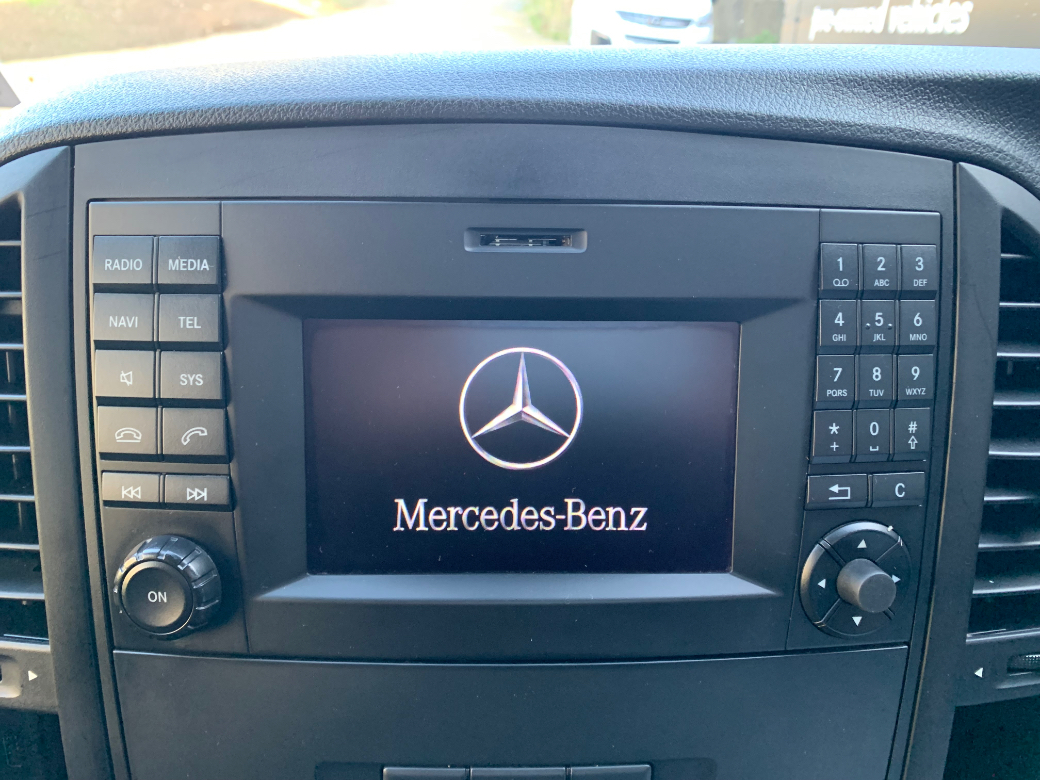 pre-owned vehicles
RADIO MEDIA
NAVI TEL
SYS
ON
Mercedes-Benz
1 2 3
ABC DEF
4 5 6
GHI JKL MNO
7 8 9
PQRS TUV WXYZ
* 0 #
+
C